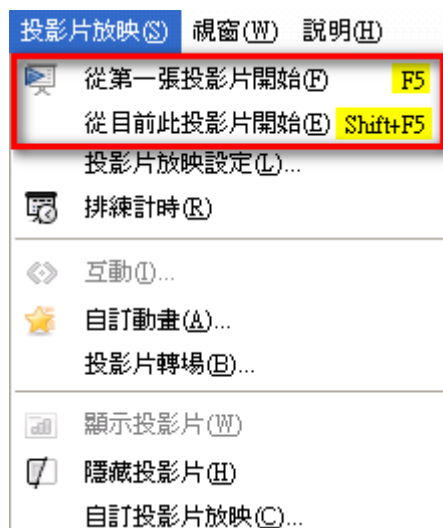 投影片放映(S) 視窗(W) 說明(H)
從第一張投影片開始(F) F5
從目前此投影片開始(E) Shift+F5
投影片放映設定(L)...
排練計時(R)
互動(I)...
自訂動畫(A)...
投影片轉場(B)...
顯示投影片(W)
隱藏投影片(H)
自訂投影片放映(C)...